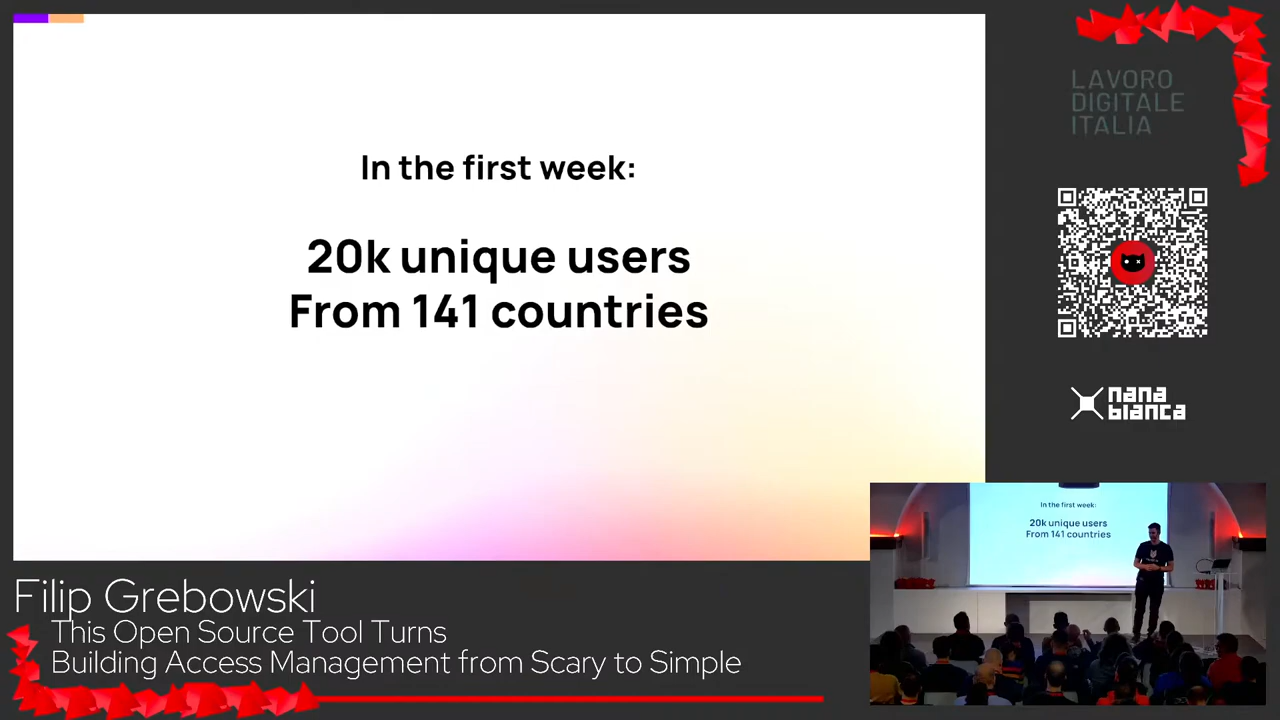 In the first week:
20k unique users
From 141 countries
LAVORO
DIGITALE
ITALIA
nana
bianca
In the first week:
20k unique users
From 141 countries
Filip Grebowski
This Open Source Tool Turns
Building Access Management from Scary to Simple